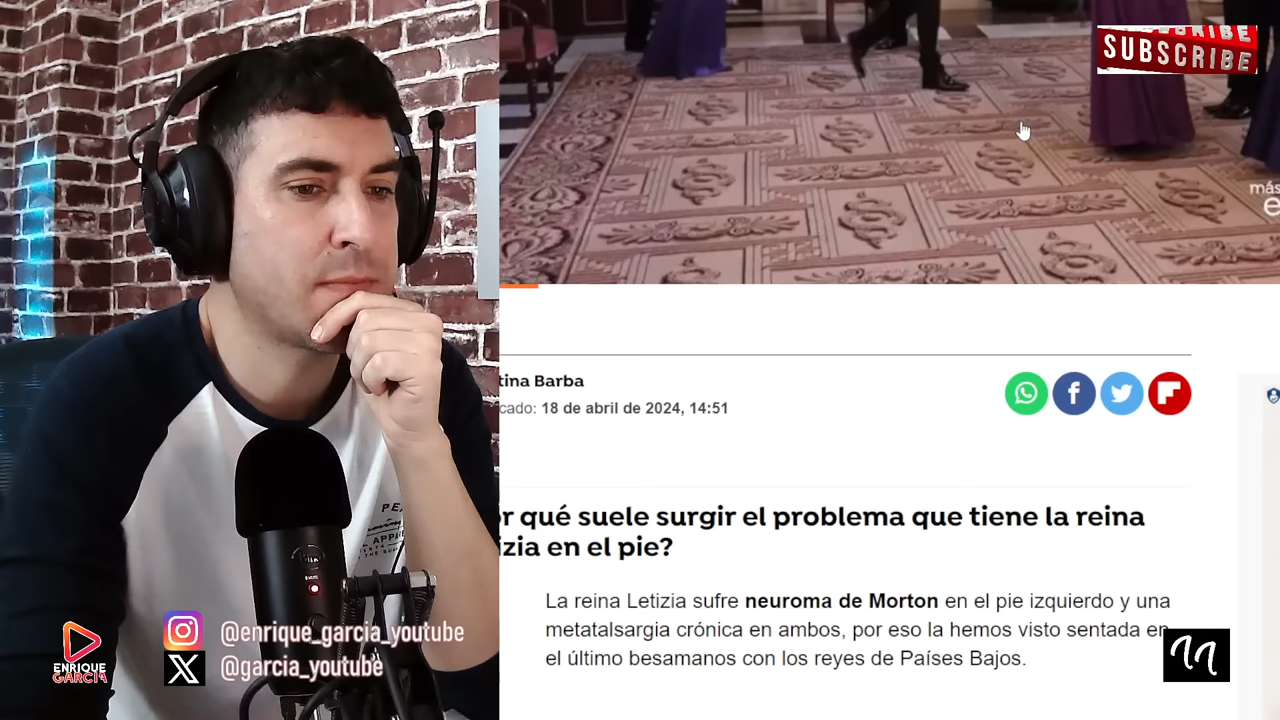 SUBSCRIBE
SUBSCRIBE
más
e
tina Barba
cado: 18 de abril de 2024, 14:51
r qué suele surgir el problema que tiene la reina
izia en el pie?
La reina Letizia sufre neuroma de Morton en el pie izquierdo y una
metatalsargia crónica en ambos, por eso la hemos visto sentada en
el último besamanos con los reyes de Países Bajos.
@enrique_garcia_youtube
@garcia_youtube
ENRIQUE
GARCIA